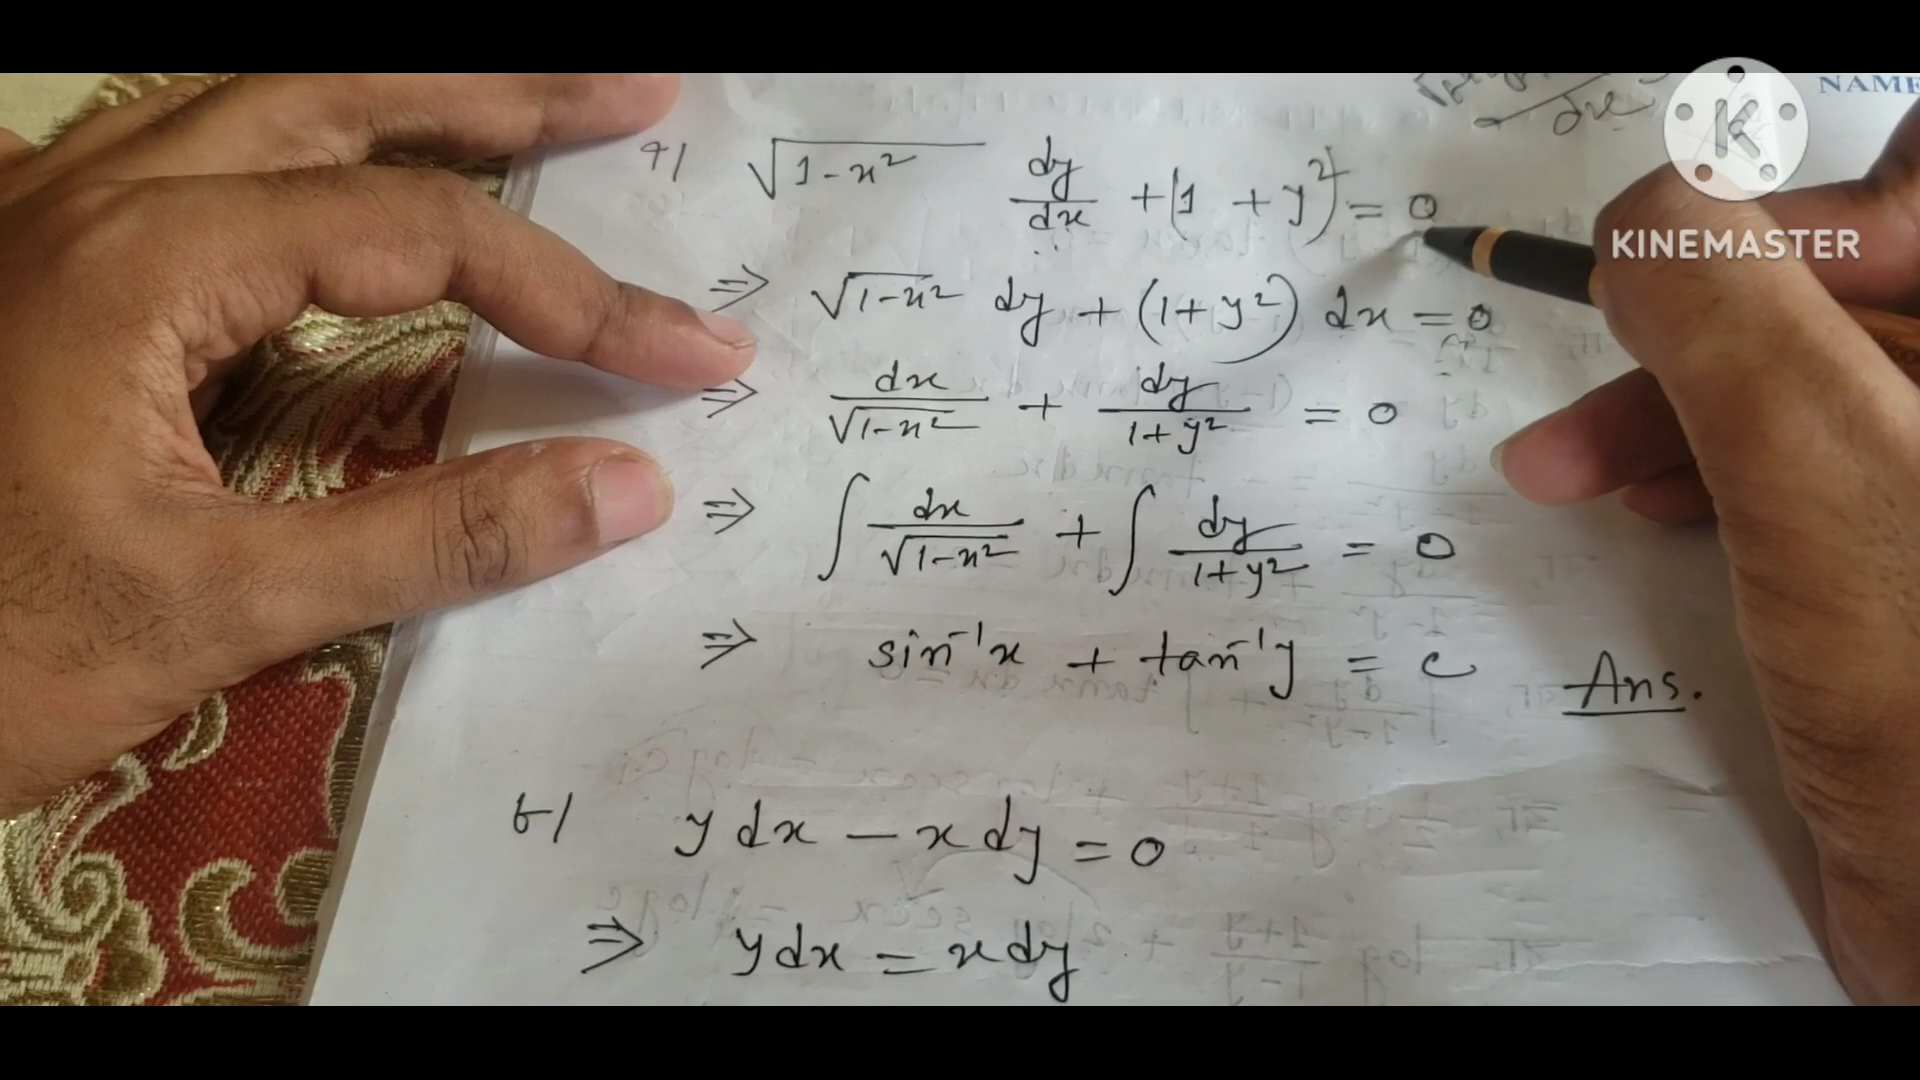 NAME
K
KINEMASTER
9/ √(1-x²) dy/dx + (1 + y²) = 0
⇒ √(1-x²) dy + (1+y²) dx = 0
⇒ dx/√(1-x²) + dy/(1+y²) = 0
⇒ ∫ dx/√(1-x²) + ∫ dy/(1+y²) = 0
⇒ sin⁻¹x + tan⁻¹y = c Ans.
6/ y dx - x dy = 0
⇒ y dx = x dy